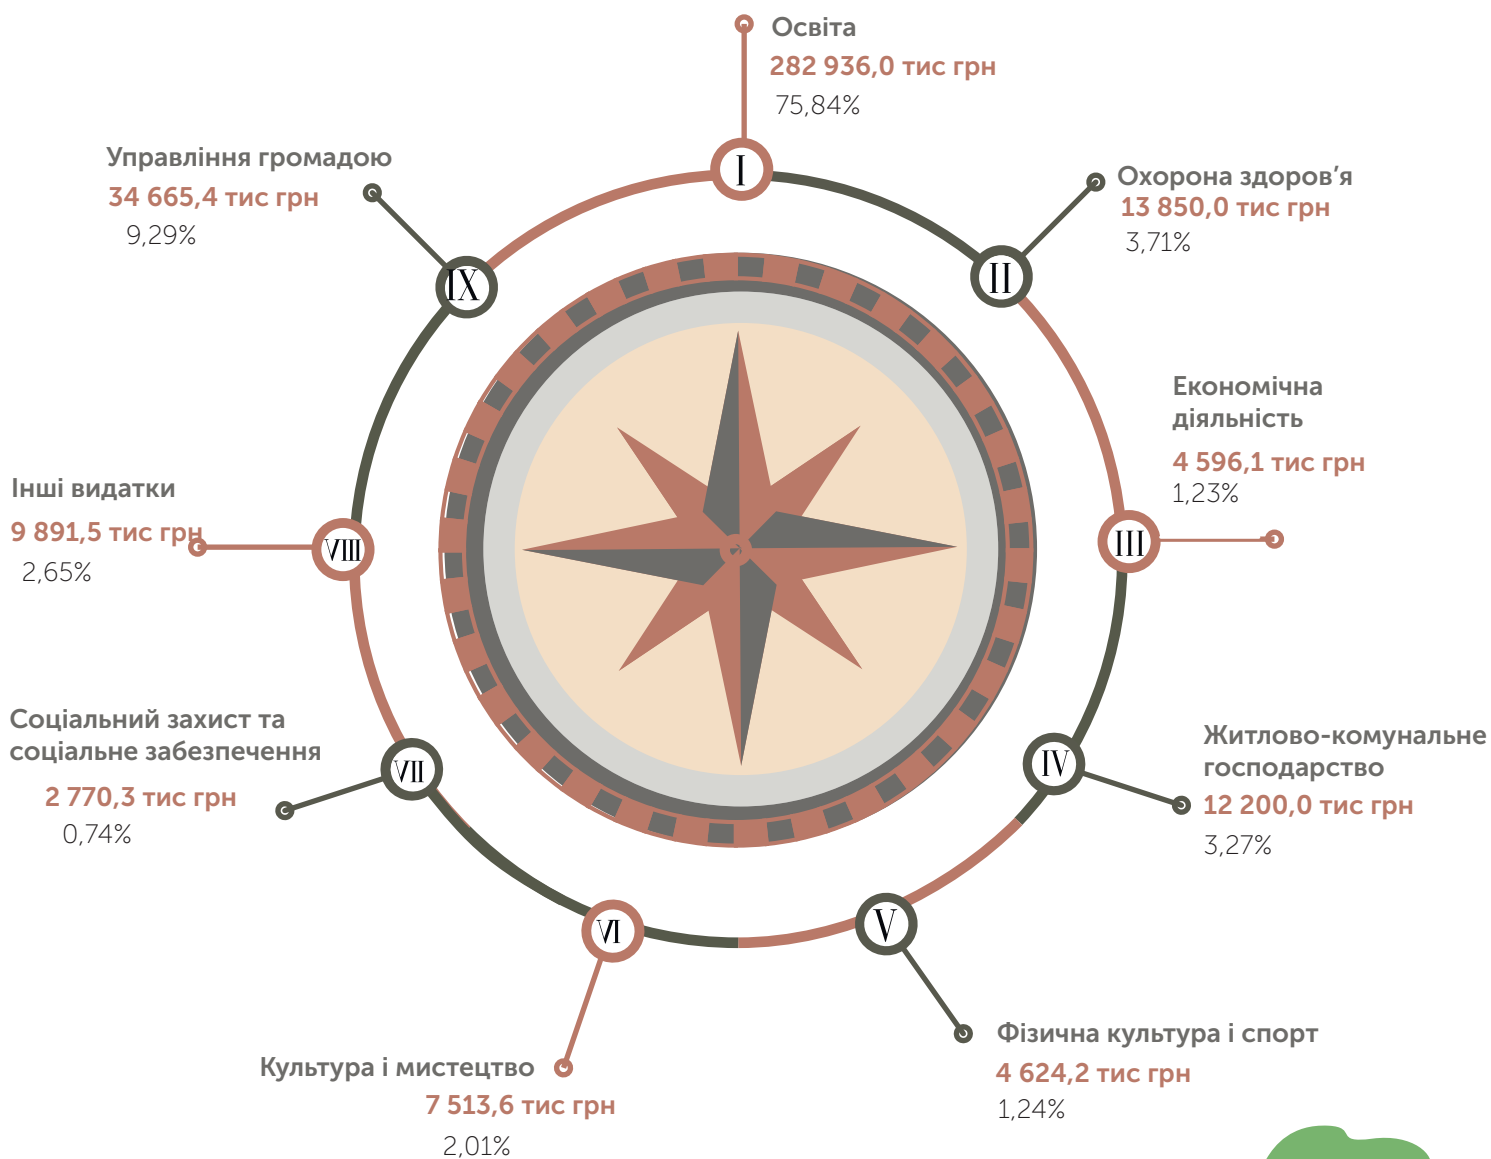 Освіта
282 936,0 тис грн
75,84%
I
Охорона здоров’я
13 850,0 тис грн
3,71%
II
Економічна
діяльність
4 596,1 тис грн
1,23%
III
Житлово-комунальне
господарство
12 200,0 тис грн
3,27%
IV
Фізична культура і спорт
4 624,2 тис грн
1,24%
V
Культура і мистецтво
7 513,6 тис грн
2,01%
VI
Соціальний захист та
соціальне забезпечення
2 770,3 тис грн
0,74%
VII
Інші видатки
9 891,5 тис грн
2,65%
VIII
Управління громадою
34 665,4 тис грн
9,29%
IX